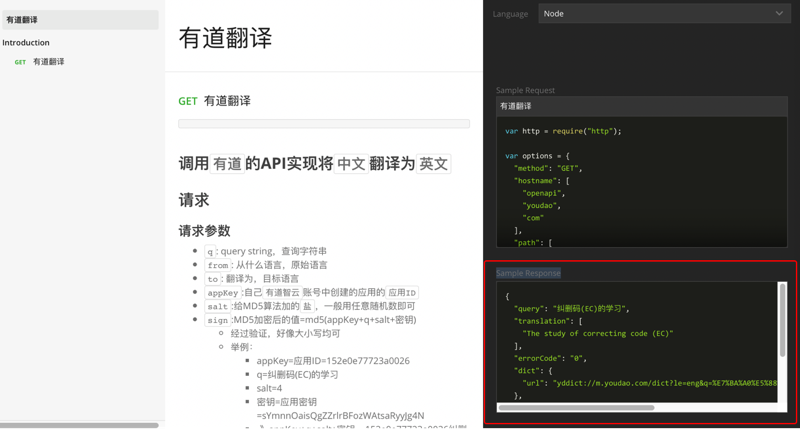 有道翻译
Introduction
GET 有道翻译
有道翻译
GET 有道翻译
调用 有道 的API实现将 中文 翻译为 英文
请求
请求参数
q : query string，查询字符串
from : 从什么语言，原始语言
to : 翻译为，目标语言
appKey :自己 有道智云 账号中创建的应用的 应用ID
salt :给MD5算法加的 盐 ，一般用任意随机数即可
sign :MD5加密后的值=md5(appKey+q+salt+密钥)
经过验证，好像大小写均可
举例：
appKey=应用ID=152e0e77723a0026
q=纠删码(EC)的学习
salt=4
密钥=应用密钥
=sYmnnOaisQgZZrlrBFozWAtsaRyyJg4N
Language Node
Sample Request
有道翻译
var http = require("http");
var options = {
"method": "GET",
"hostname": [
"openapi",
"youdao",
"com"
],
"path": [
Sample Response
{
"query": "纠删码(EC)的学习",
"translation": [
"The study of correcting code (EC)"
],
"errorCode": "0",
"dict": {
"url": "yddict://m.youdao.com/dict?le=eng&q=%E7%BA%A0%E5%88
},